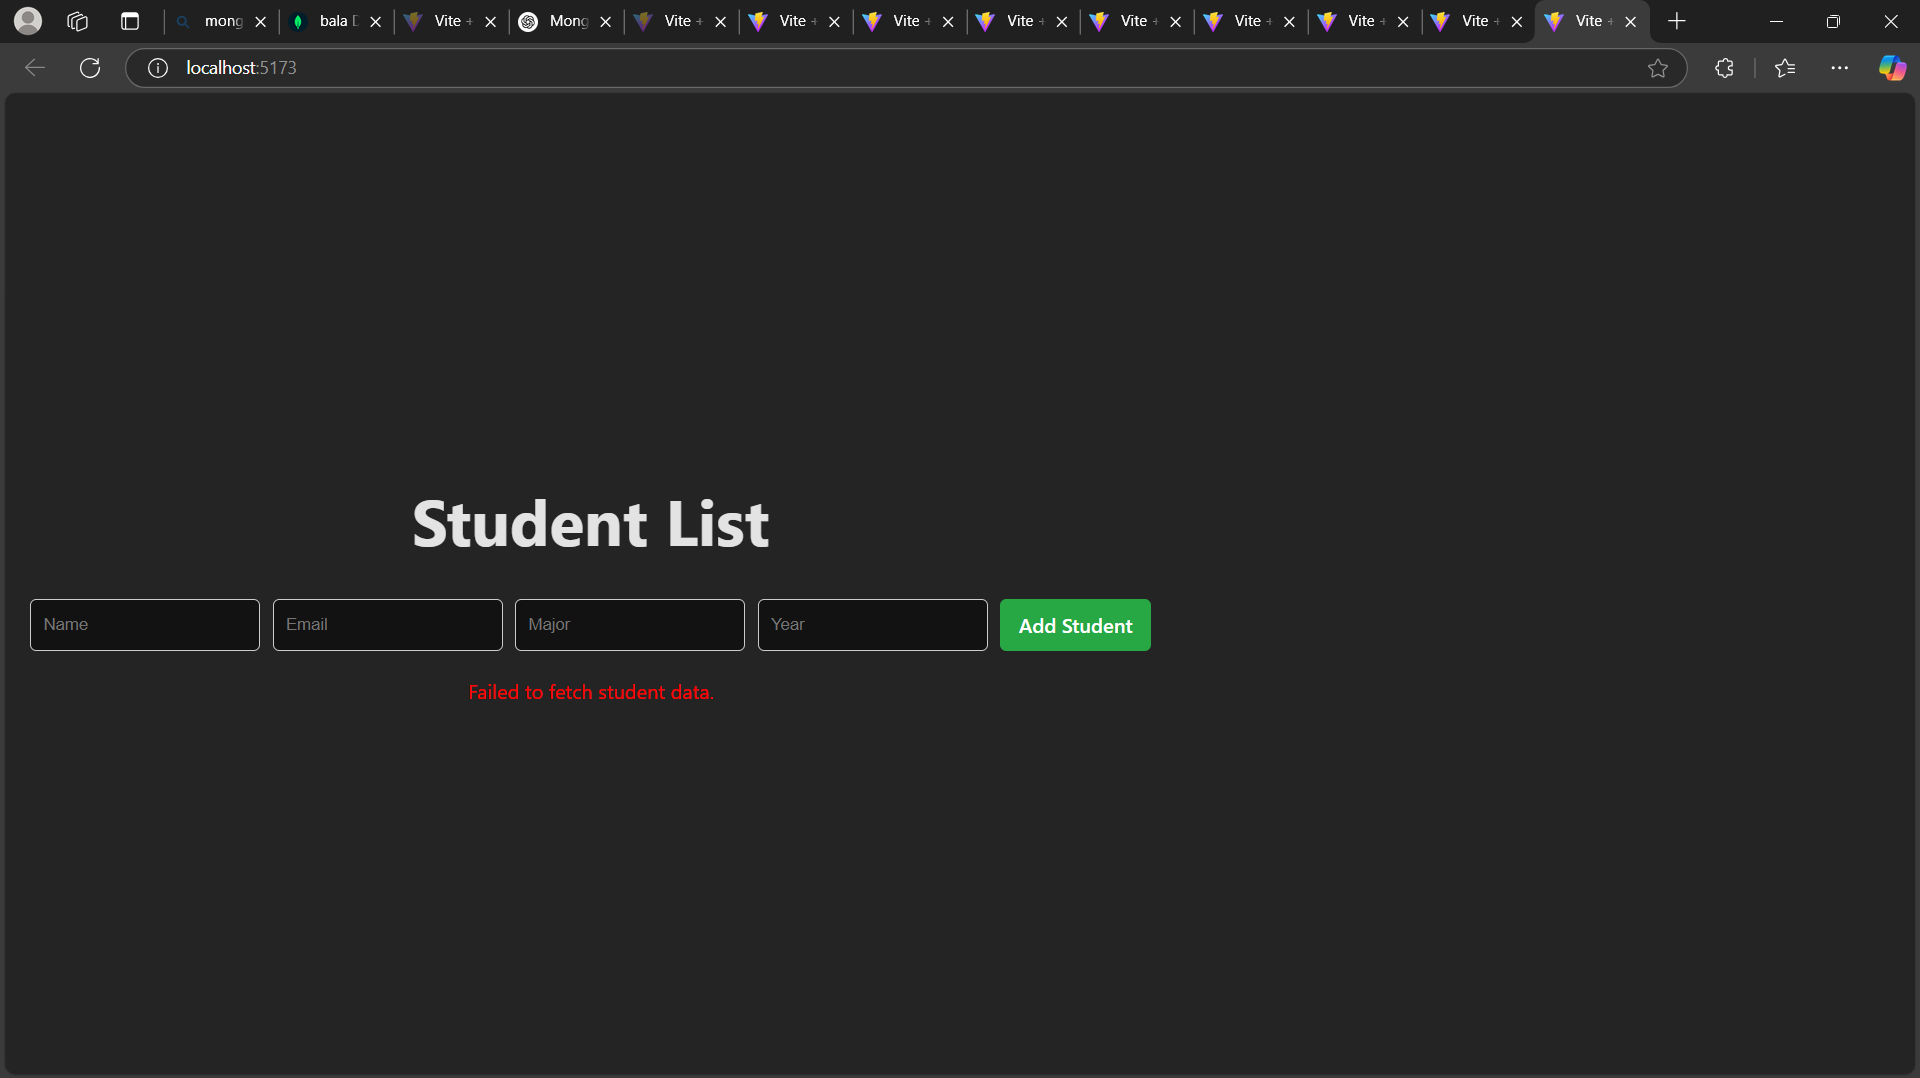 mong
bala
Vite +
Mong
Vite +
Vite +
Vite +
Vite +
Vite +
Vite +
Vite +
Vite +
Vite +
localhost:5173
Student List
Name
Email
Major
Year
Add Student
Failed to fetch student data.